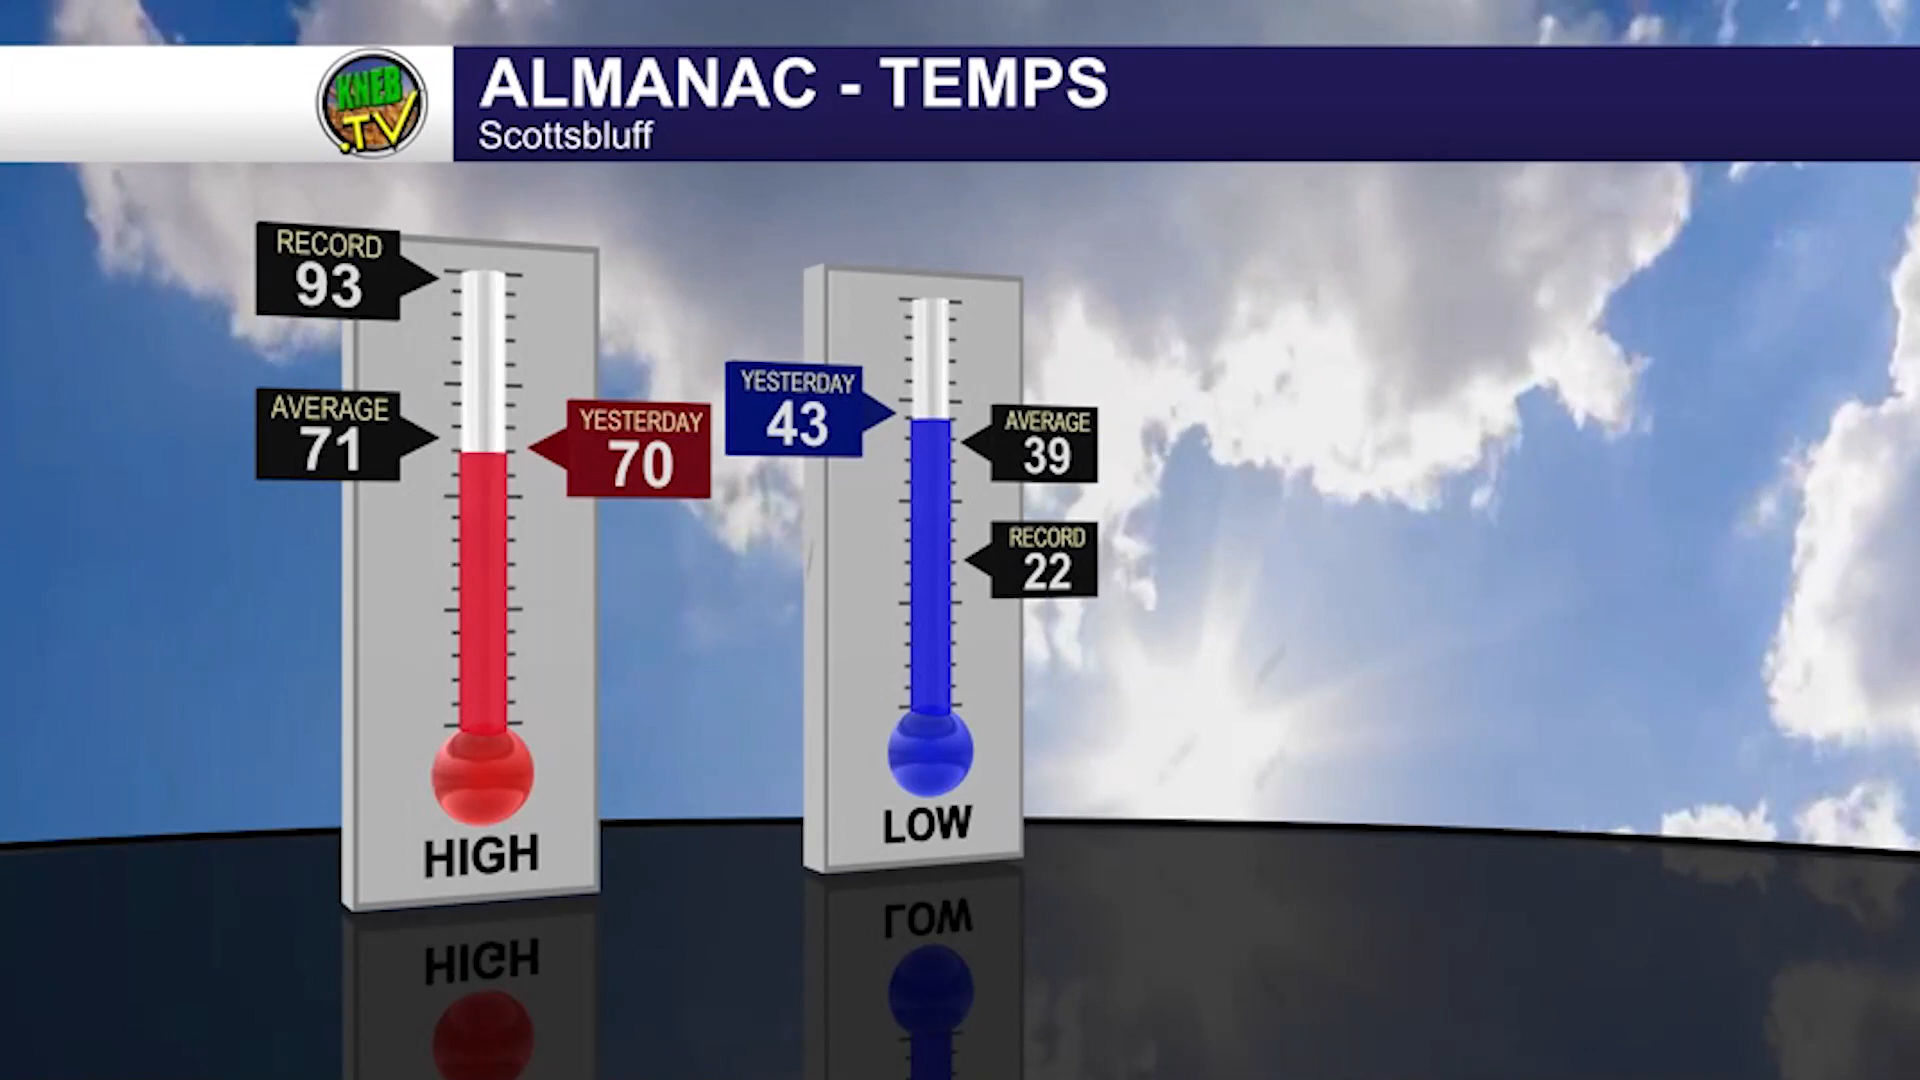 KNEB
.TV
ALMANAC - TEMPS
Scottsbluff
RECORD
93
AVERAGE
71
YESTERDAY
70
HIGH
YESTERDAY
43
AVERAGE
39
RECORD
22
LOW
LOW
HIGH